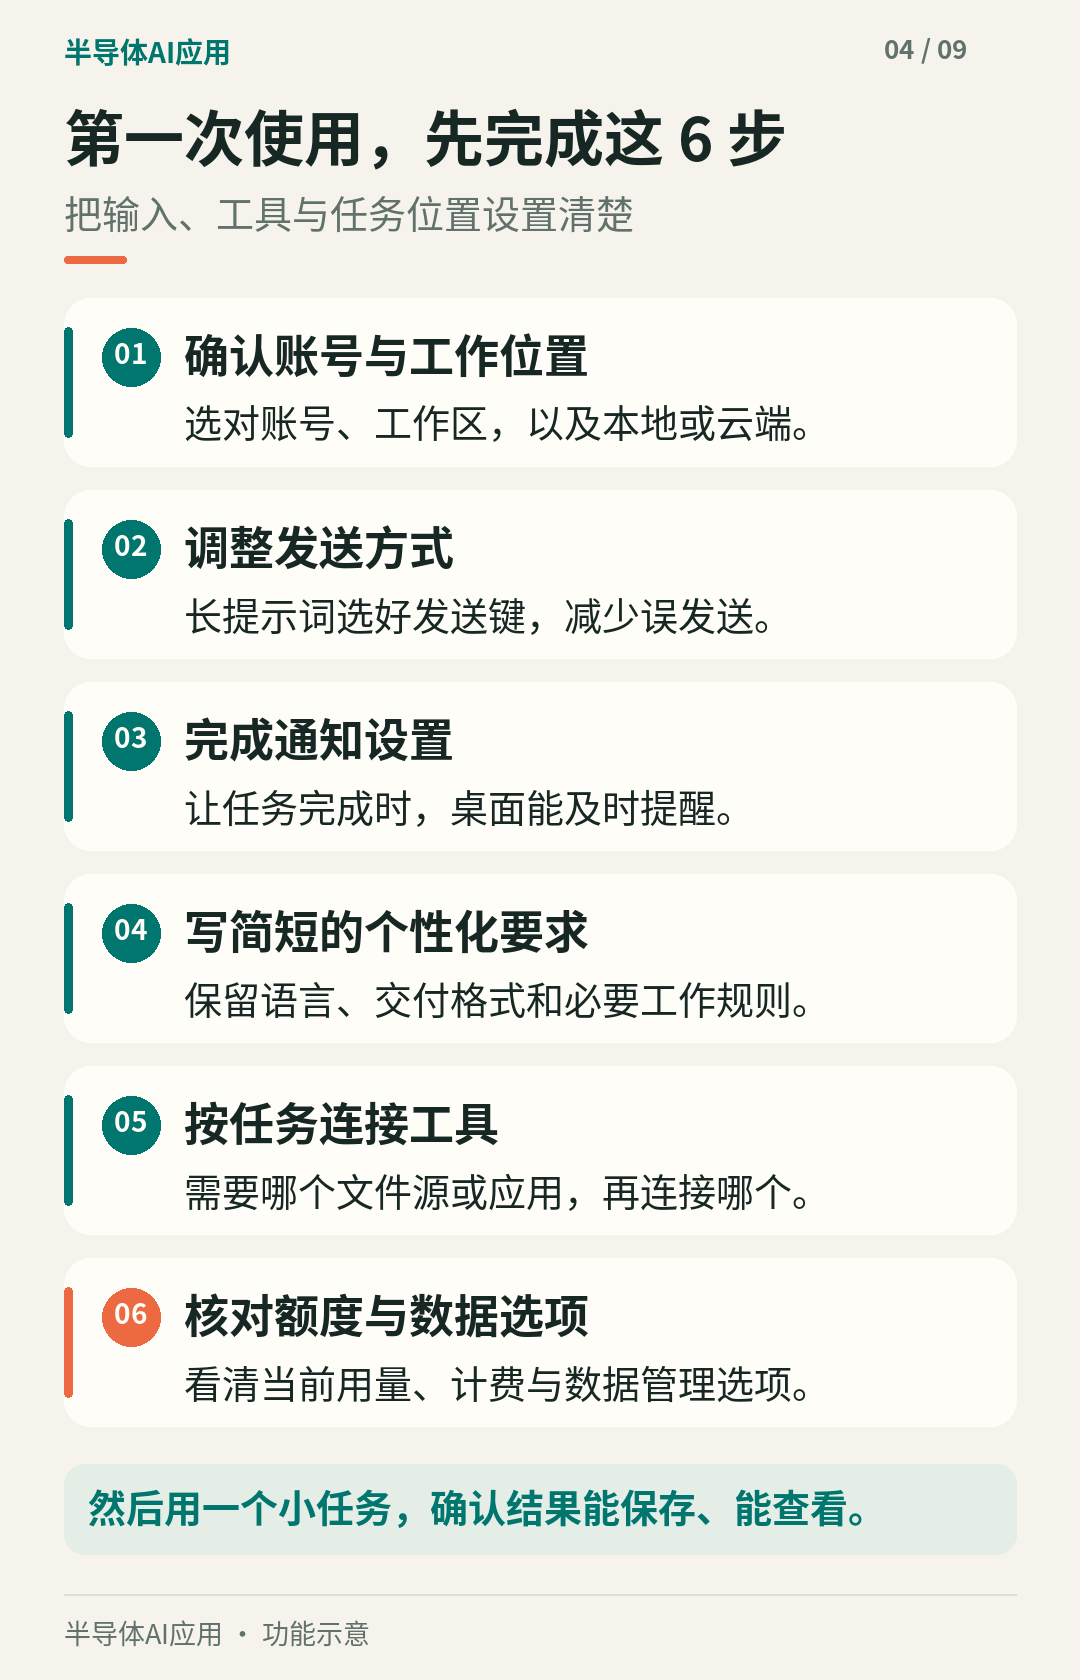 半导体AI应用
04 / 09
第一次使用，先完成这 6 步
把输入、工具与任务位置设置清楚
01 确认账号与工作位置
选对账号、工作区，以及本地或云端。
02 调整发送方式
长提示词选好发送键，减少误发送。
03 完成通知设置
让任务完成时，桌面能及时提醒。
04 写简短的个性化要求
保留语言、交付格式和必要工作规则。
05 按任务连接工具
需要哪个文件源或应用，再连接哪个。
06 核对额度与数据选项
看清当前用量、计费与数据管理选项。
然后用一个小任务，确认结果能保存、能查看。
半导体AI应用 · 功能示意